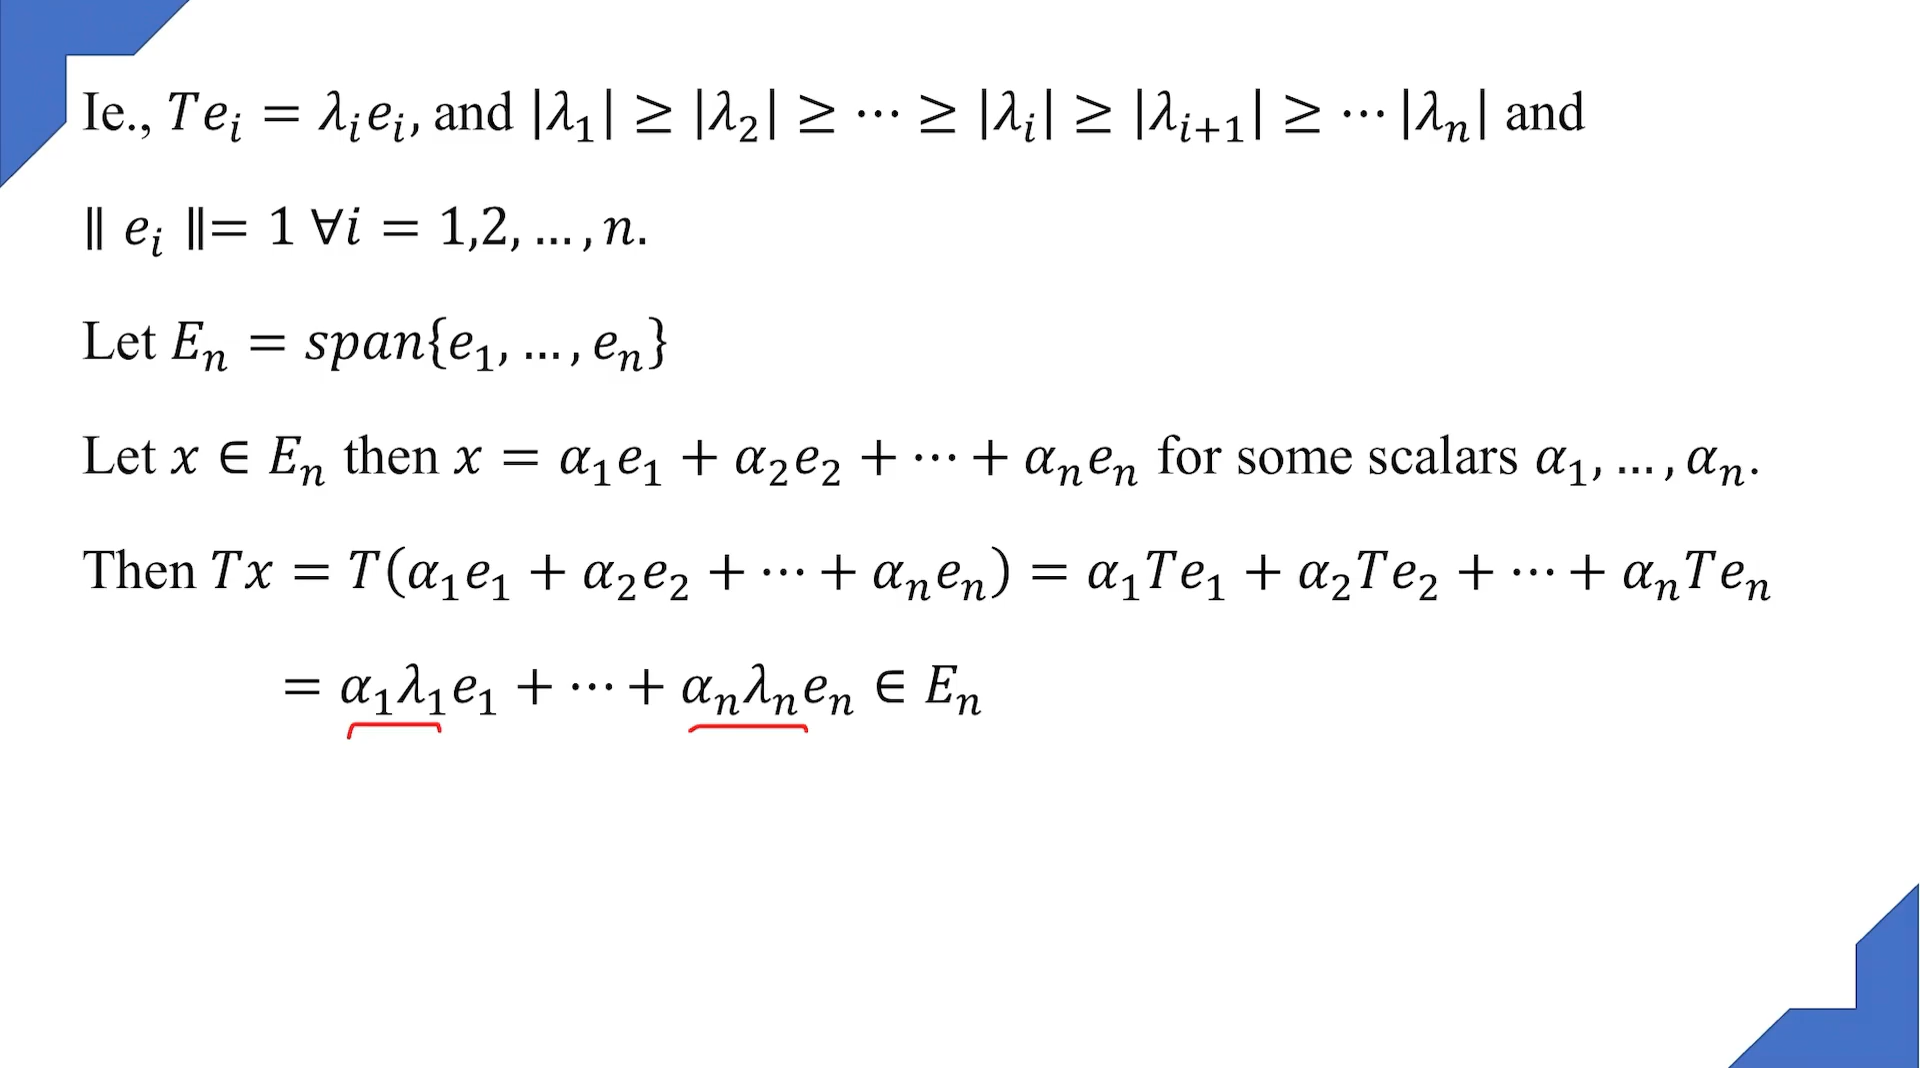 Ie., Te_i = λ_i e_i, and |λ_1| ≥ |λ_2| ≥ ⋯ ≥ |λ_i| ≥ |λ_{i+1}| ≥ ⋯ |λ_n| and
∥ e_i ∥= 1 ∀i = 1,2, … , n.
Let E_n = span{e_1, … , e_n}
Let x ∈ E_n then x = α_1e_1 + α_2e_2 + ⋯ + α_ne_n for some scalars α_1, … , α_n.
Then Tx = T(α_1e_1 + α_2e_2 + ⋯ + α_ne_n) = α_1Te_1 + α_2Te_2 + ⋯ + α_nTe_n
= α_1λ_1e_1 + ⋯ + α_nλ_ne_n ∈ E_n